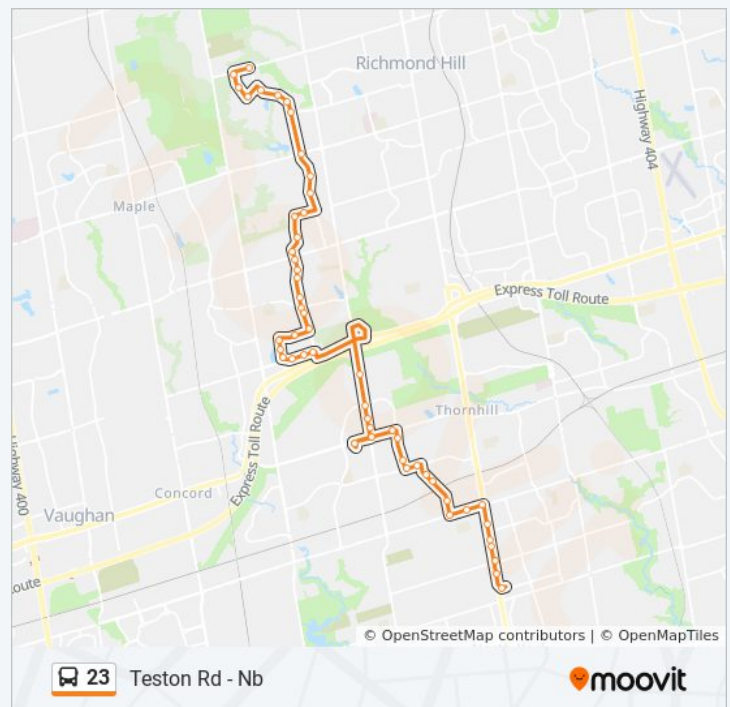 Richmond Hill
Highway 404
Maple
Express Toll Route
Thornhill
Express Toll Route
Concord
Highway 400
Vaughan
oute
© OpenStreetMap contributors | © OpenMapTiles
23 Teston Rd - Nb
moovit